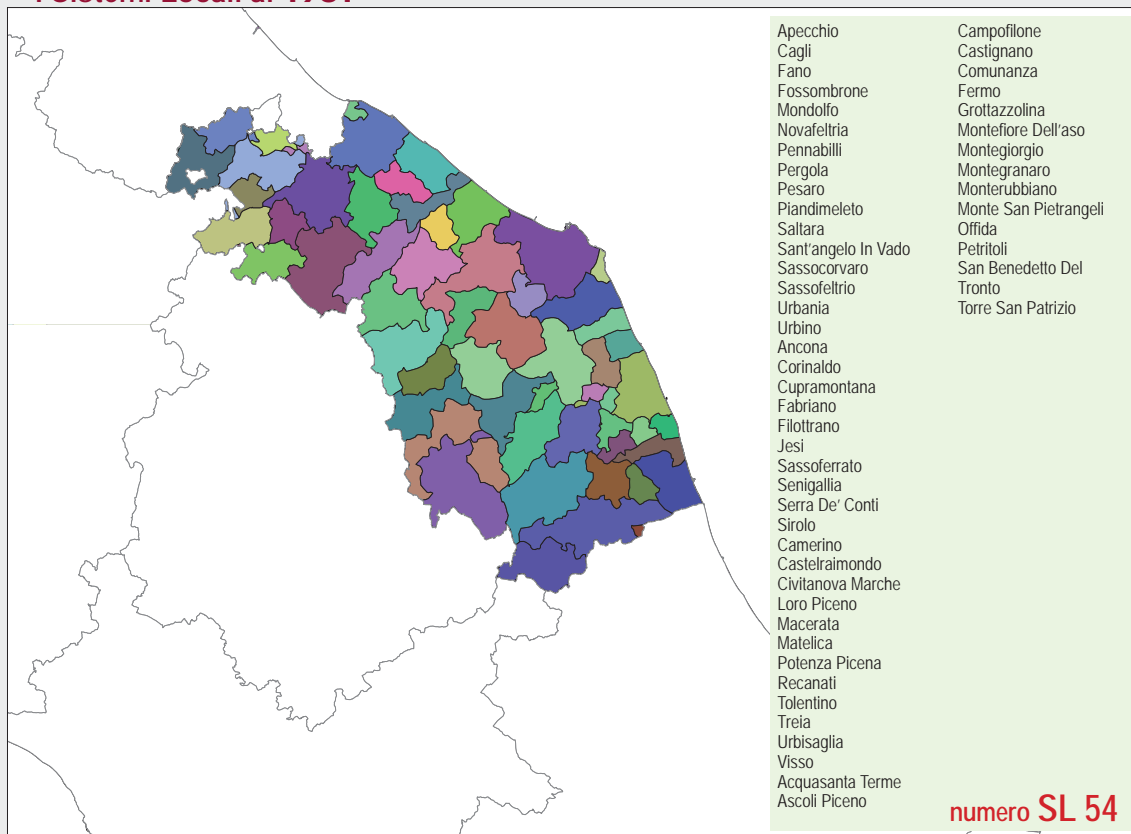 Apecchio
Cagli
Fano
Fossombrone
Mondolfo
Novafeltria
Pennabilli
Pergola
Pesaro
Piandimeleto
Saltara
Sant'angelo In Vado
Sassocorvaro
Sassofeltrio
Urbania
Urbino
Ancona
Corinaldo
Cupramontana
Fabriano
Filottrano
Jesi
Sassoferrato
Senigallia
Serra De' Conti
Sirolo
Camerino
Castelraimondo
Civitanova Marche
Loro Piceno
Macerata
Matelica
Potenza Picena
Recanati
Tolentino
Treia
Urbisaglia
Visso
Acquasanta Terme
Ascoli Piceno
Campofilone
Castignano
Comunanza
Fermo
Grottazzolina
Montefiore Dell'aso
Montegiorgio
Montegranaro
Monterubbiano
Monte San Pietrangeli
Offida
Petritoli
San Benedetto Del
Tronto
Torre San Patrizio
numero SL 54